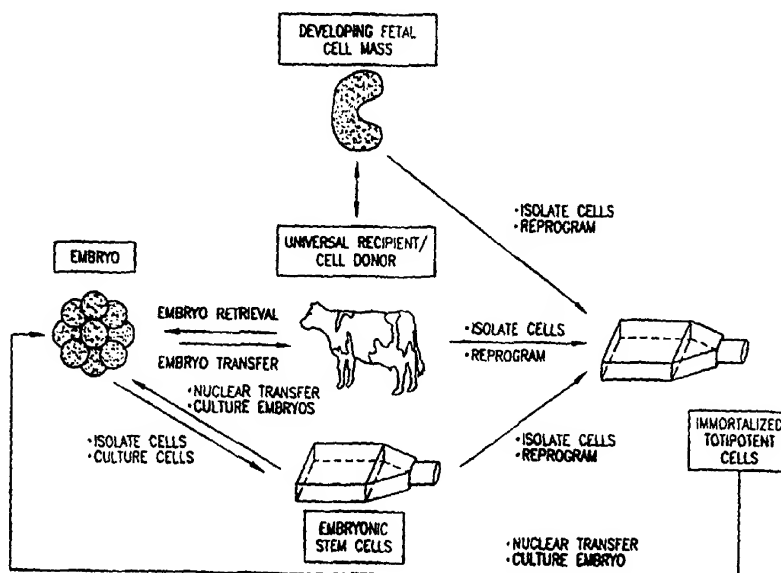 DEVELOPING FETAL
CELL MASS
•ISOLATE CELLS
•REPROGRAM
UNIVERSAL RECIPIENT/
CELL DONOR
EMBRYO
EMBRYO RETRIEVAL
EMBRYO TRANSFER
•ISOLATE CELLS
•REPROGRAM
•NUCLEAR TRANSFER
•CULTURE EMBRYOS
•ISOLATE CELLS
•CULTURE CELLS
•ISOLATE CELLS
•REPROGRAM
IMMORTALIZED
TOTIPOTENT
CELLS
EMBRYONIC
STEM CELLS
•NUCLEAR TRANSFER
•CULTURE EMBRYO